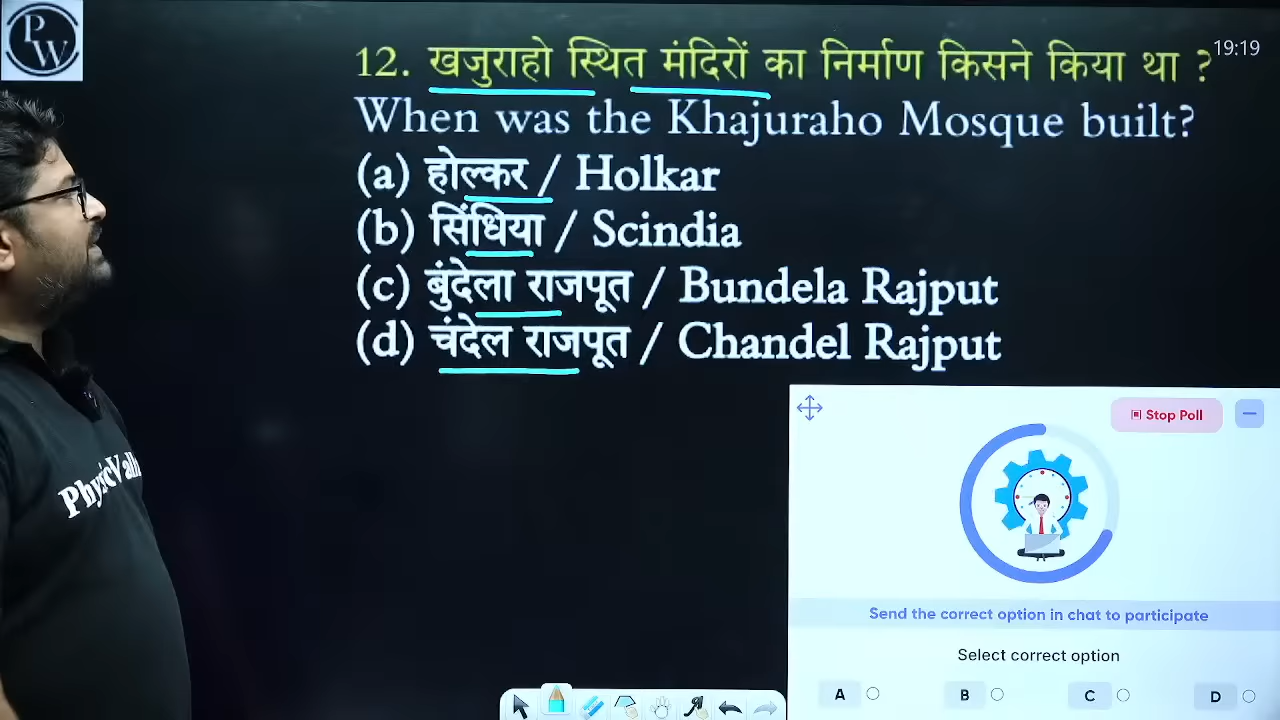 PW
19:19
12. खजुराहो स्थित मंदिरों का निर्माण किसने किया था ?
When was the Khajuraho Mosque built?
(a) होल्कर / Holkar
(b) सिंधिया / Scindia
(c) बुंदेला राजपूत / Bundela Rajput
(d) चंदेल राजपूत / Chandel Rajput
Stop Poll
Send the correct option in chat to participate
Select correct option
A
B
C
D